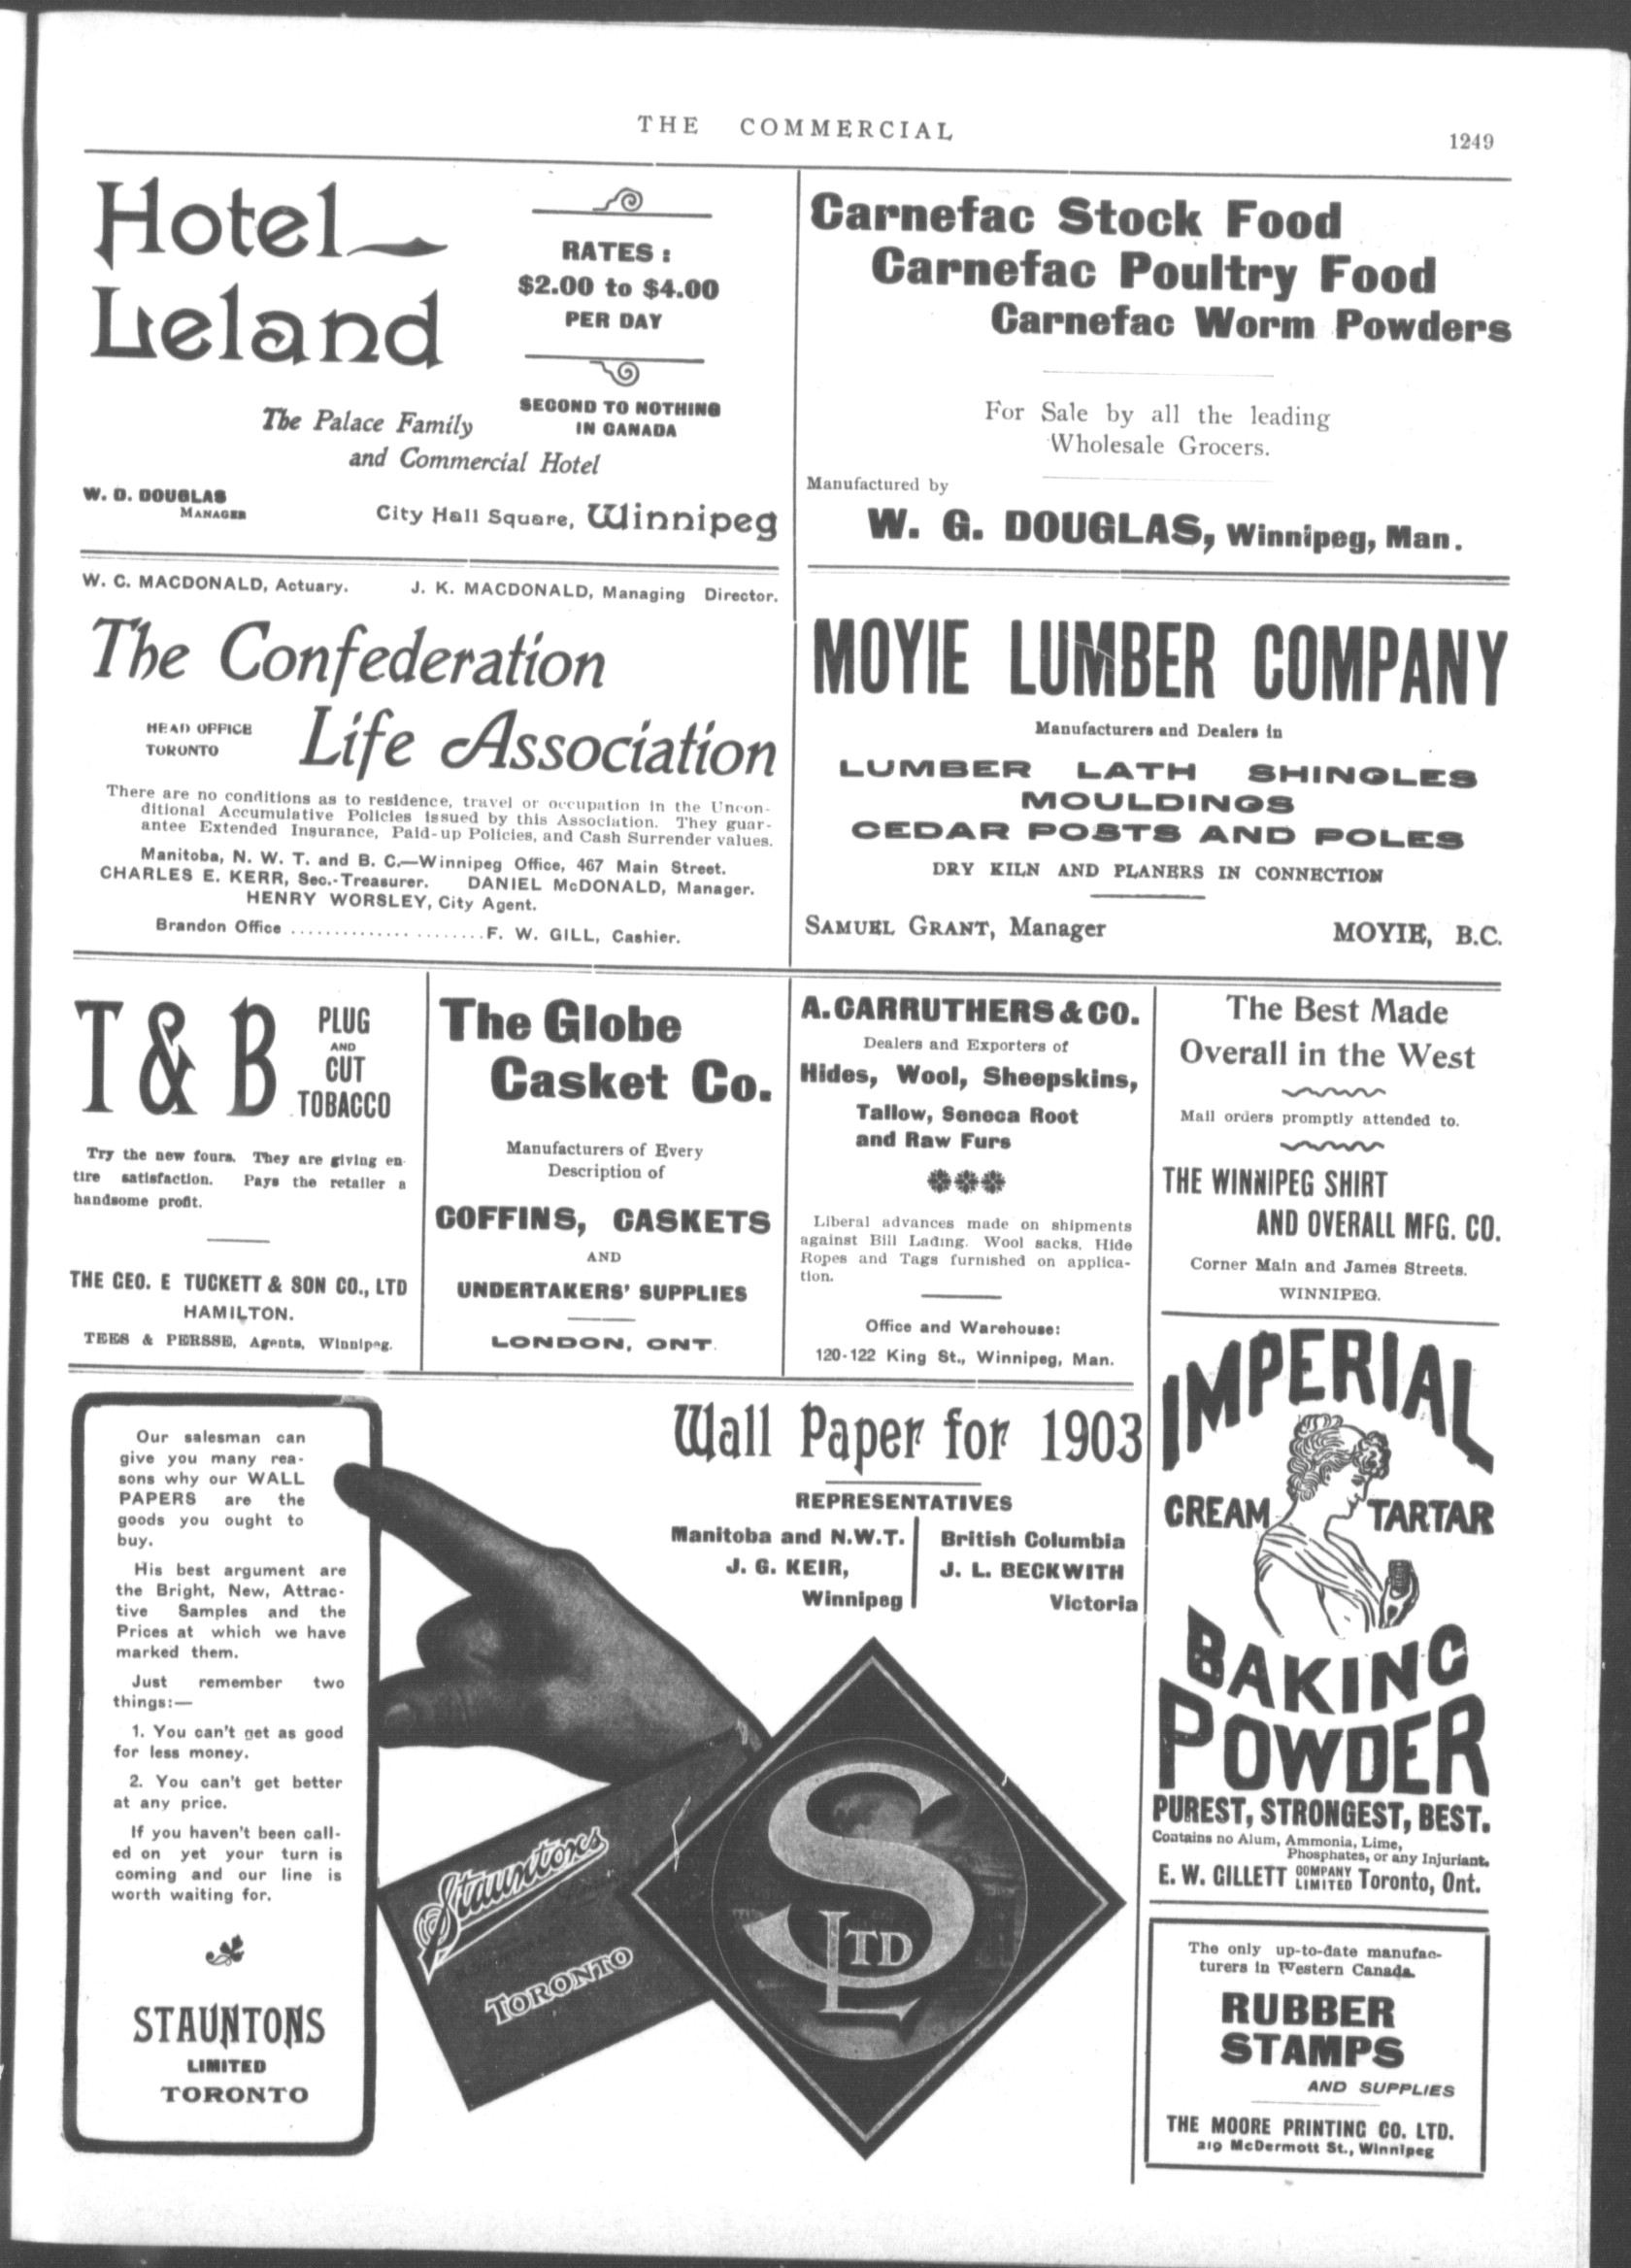 THE COMMERCIAL
1249
Hotel
Leland
RATES :
$2.00 to $4.00
PER DAY
SECOND TO NOTHING
IN CANADA
The Palace Family
and Commercial Hotel
W. D. DOUGLAS
MANAGER
City Hall Square, Winnipeg
Carnefac Stock Food
Carnefac Poultry Food
Carnefac Worm Powders
For Sale by all the leading
Wholesale Grocers.
Manufactured by
W. G. DOUGLAS, Winnipeg, Man.
W. C. MACDONALD, Actuary. J. K. MACDONALD, Managing Director.
The Confederation
HEAD OFFICE
TORONTO
Life Association
There are no conditions as to residence, travel or occupation in the Uncon-
ditional Accumulative Policies issued by this Association. They guar-
antee Extended Insurance, Paid-up Policies, and Cash Surrender values.
Manitoba, N. W. T. and B. C.—Winnipeg Office, 467 Main Street.
CHARLES E. KERR, Sec.-Treasurer. DANIEL McDONALD, Manager.
HENRY WORSLEY, City Agent.
Brandon Office ......................F. W. GILL, Cashier.
MOYIE LUMBER COMPANY
Manufacturers and Dealers in
LUMBER LATH SHINGLES
MOULDINGS
CEDAR POSTS AND POLES
DRY KILN AND PLANERS IN CONNECTION
SAMUEL GRANT, Manager MOYIE, B.C.
T & B
PLUG
AND
CUT
TOBACCO
Try the new fours. They are giving en-
tire satisfaction. Pays the retailer a
handsome profit.
THE GEO. E TUCKETT & SON CO., LTD
HAMILTON.
TEES & PERSSE, Agents, Winnipeg.
The Globe
Casket Co.
Manufacturers of Every
Description of
COFFINS, CASKETS
AND
UNDERTAKERS' SUPPLIES
LONDON, ONT.
A. CARRUTHERS & CO.
Dealers and Exporters of
Hides, Wool, Sheepskins,
Tallow, Seneca Root
and Raw Furs
Liberal advances made on shipments
against Bill Lading. Wool sacks, Hide
Ropes and Tags furnished on applica-
tion.
Office and Warehouse:
120-122 King St., Winnipeg, Man.
The Best Made
Overall in the West
Mail orders promptly attended to.
THE WINNIPEG SHIRT
AND OVERALL MFG. CO.
Corner Main and James Streets.
WINNIPEG.
Our salesman can
give you many rea-
sons why our WALL
PAPERS are the
goods you ought to
buy.
His best argument are
the Bright, New, Attrac-
tive Samples and the
Prices at which we have
marked them.
Just remember two
things:—
1. You can't get as good
for less money.
2. You can't get better
at any price.
If you haven't been call-
ed on yet your turn is
coming and our line is
worth waiting for.
STAUNTONS
LIMITED
TORONTO
Wall Paper for 1903
REPRESENTATIVES
Manitoba and N.W.T.
J. G. KEIR,
Winnipeg
British Columbia
J. L. BECKWITH
Victoria
Stauntons
TORONTO
S
LTD
IMPERIAL
CREAM TARTAR
BAKING
POWDER
PUREST, STRONGEST, BEST.
Contains no Alum, Ammonia, Lime,
Phosphates, or any Injuriant.
E. W. GILLETT COMPANY LIMITED Toronto, Ont.
The only up-to-date manufac-
turers in Western Canada.
RUBBER
STAMPS
AND SUPPLIES
THE MOORE PRINTING CO. LTD.
219 McDermott St., Winnipeg